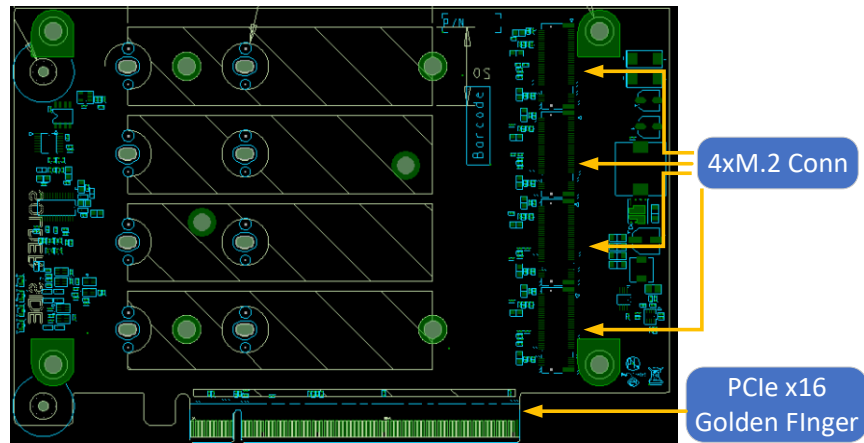 P/N
20
Barcode
4xM.2 Conn
PCIe x16
Golden FInger